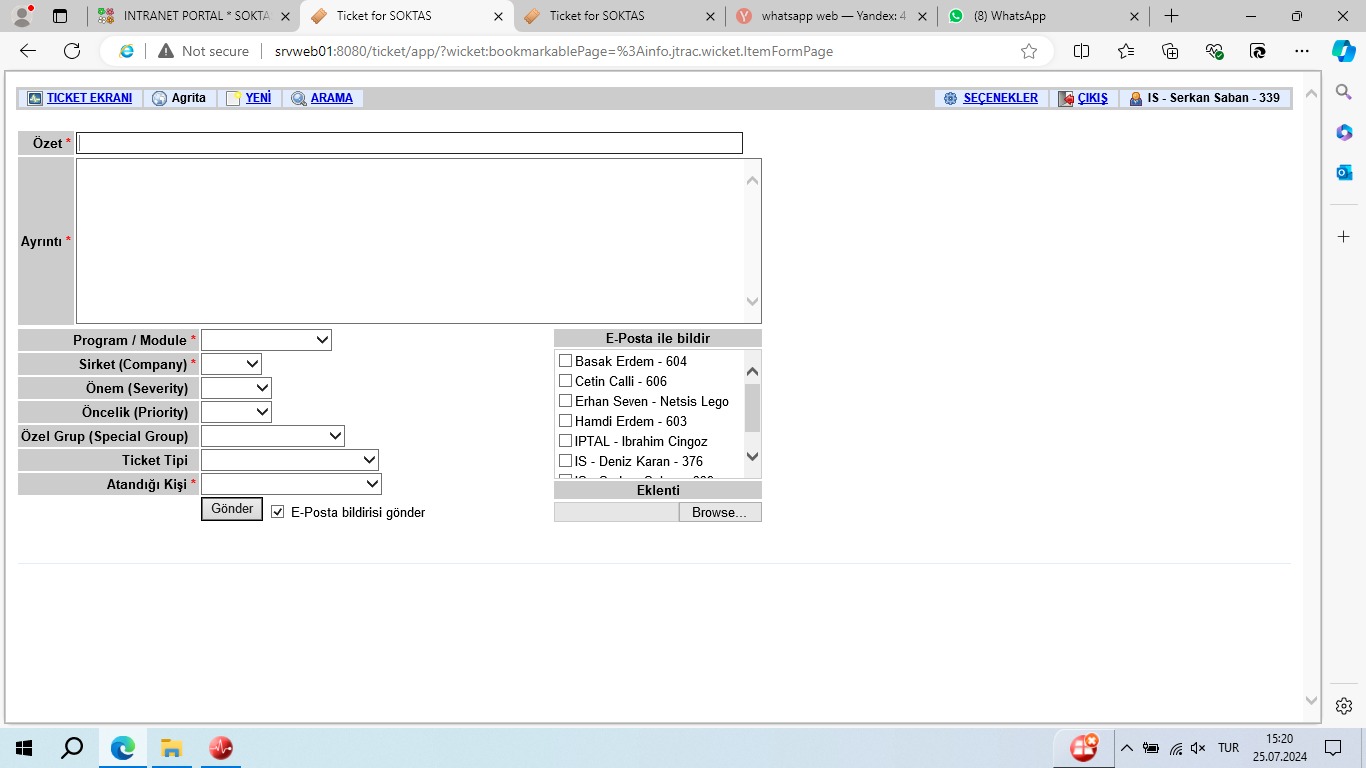 INTRANET PORTAL * SOKTA
Ticket for SOKTAS
Ticket for SOKTAS
whatsapp web — Yandex: 4
(8) WhatsApp
Not secure
srvweb01:8080/ticket/app/?wicket:bookmarkablePage=%3Ainfo.jtrac.wicket.ItemFormPage
TICKET EKRANI Agrita YENİ ARAMA SEÇENEKLER ÇIKIŞ IS - Serkan Saban - 339
Özet *
Ayrıntı *
Program / Module *
Sirket (Company) *
Önem (Severity)
Öncelik (Priority)
Özel Grup (Special Group)
Ticket Tipi
Atandığı Kişi *
Gönder E-Posta bildirisi gönder
E-Posta ile bildir
Basak Erdem - 604
Cetin Calli - 606
Erhan Seven - Netsis Lego
Hamdi Erdem - 603
IPTAL - Ibrahim Cingoz
IS - Deniz Karan - 376
Eklenti
Browse...
TUR
15:20
25.07.2024